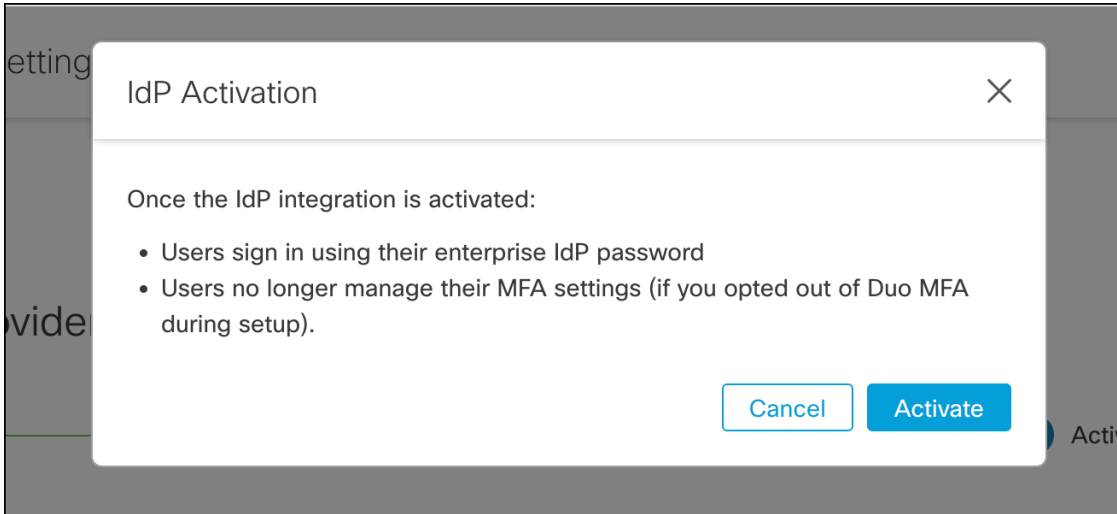 etting
IdP Activation
Once the IdP integration is activated:
• Users sign in using their enterprise IdP password
• Users no longer manage their MFA settings (if you opted out of Duo MFA
during setup).
vider
Cancel
Activate
Acti